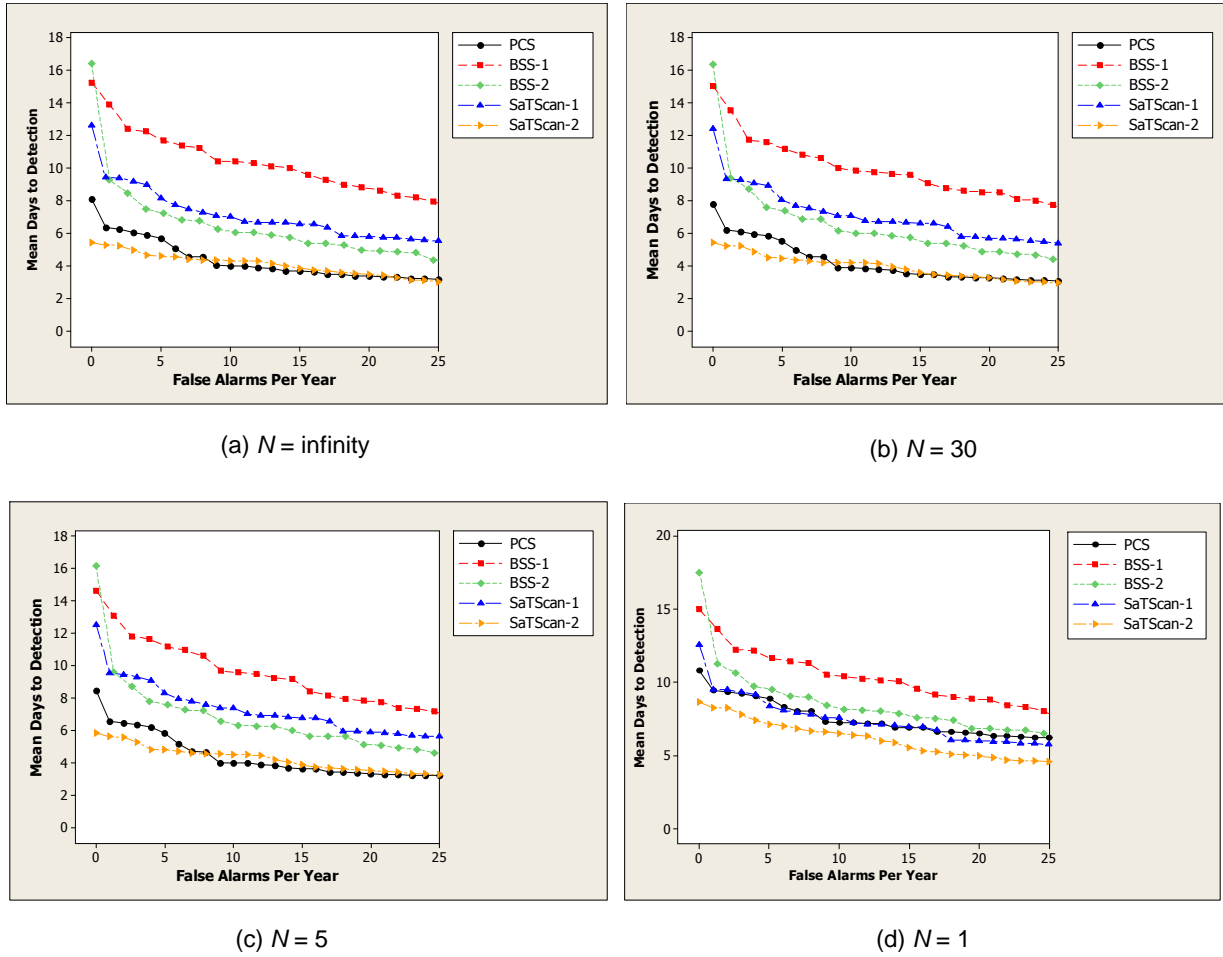 18
16
14
12
10
8
6
4
2
0
Mean Days to Detection
0 5 10 15 20 25
False Alarms Per Year
PCS
BSS-1
BSS-2
SaTScan-1
SaTScan-2
(a) N = infinity
18
16
14
12
10
8
6
4
2
0
Mean Days to Detection
0 5 10 15 20 25
False Alarms Per Year
PCS
BSS-1
BSS-2
SaTScan-1
SaTScan-2
(b) N = 30
18
16
14
12
10
8
6
4
2
0
Mean Days to Detection
0 5 10 15 20 25
False Alarms Per Year
PCS
BSS-1
BSS-2
SaTScan-1
SaTScan-2
(c) N = 5
20
15
10
5
0
Mean Days to Detection
0 5 10 15 20 25
False Alarms Per Year
PCS
BSS-1
BSS-2
SaTScan-1
SaTScan-2
(d) N = 1